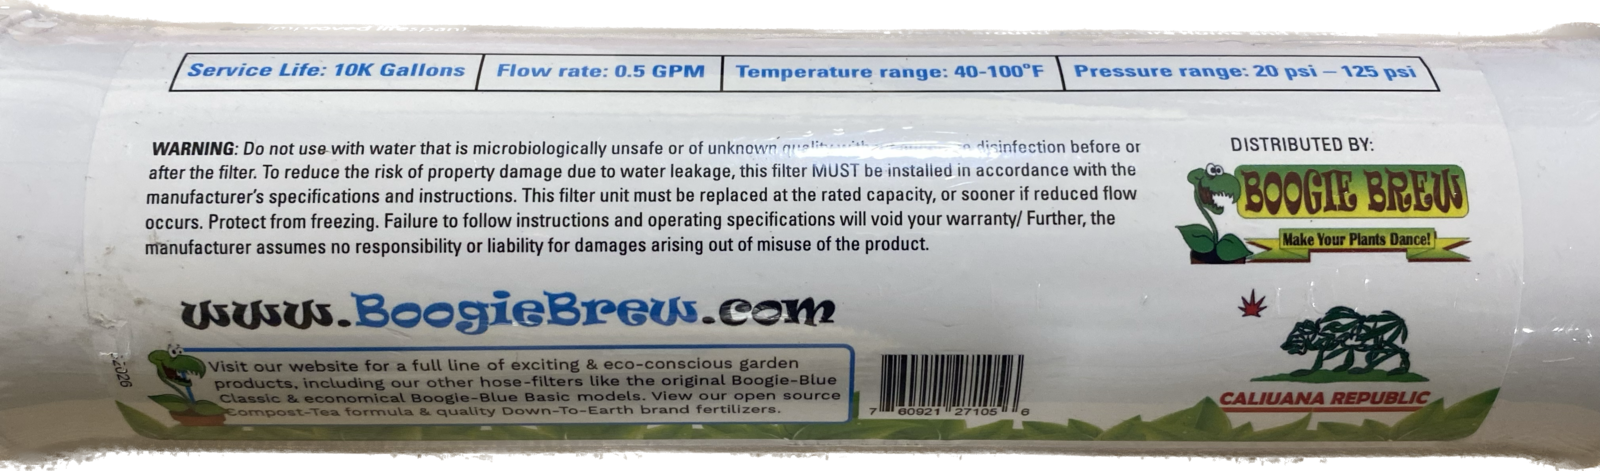 Service Life: 10K Gallons
Flow rate: 0.5 GPM
Temperature range: 40-100°F
Pressure range: 20 psi – 125 psi
WARNING: Do not use with water that is microbiologically unsafe or of unknown disinfection before or
after the filter. To reduce the risk of property damage due to water leakage, this filter MUST be installed in accordance with the
manufacturer's specifications and instructions. This filter unit must be replaced at the rated capacity, or sooner if reduced flow
occurs. Protect from freezing. Failure to follow instructions and operating specifications will void your warranty/ Further, the
manufacturer assumes no responsibility or liability for damages arising out of misuse of the product.
DISTRIBUTED BY:
BOOGIE BREW
Make Your Plants Dance!
www.BoogieBrew.com
Visit our website for a full line of exciting & eco-conscious garden
products, including our other hose-filters like the original Boogie-Blue
Classic & economical Boogie-Blue Basic models. View our open source
Compost-Tea formula & quality Down-To-Earth brand fertilizers.
7 60921 27105 6
CALIUANA REPUBLIC